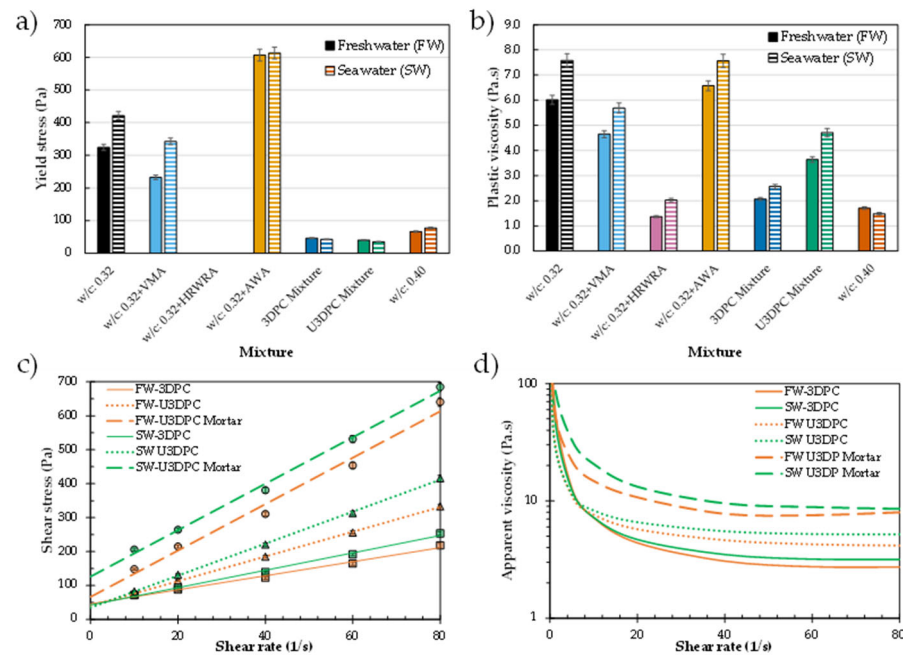 a)
Yield stress (Pa)
700
600
500
400
300
200
100
0
Freshwater (FW)
Seawater (SW)
w/c: 0.32
w/c: 0.32+VMA
w/c: 0.32+HRWRA
w/c: 0.32+AWA
3DPC Mixture
U3DPC Mixture
w/c: 0.40
Mixture
b)
Plastic viscosity (Pa.s)
9.0
8.0
7.0
6.0
5.0
4.0
3.0
2.0
1.0
0.0
Freshwater (FW)
Seawater (SW)
w/c: 0.32
w/c: 0.32+VMA
w/c: 0.32+HRWRA
w/c: 0.32+AWA
3DPC Mixture
U3DPC Mixture
w/c: 0.40
Mixture
c)
Shear stress (Pa)
700
600
500
400
300
200
100
0
FW-3DPC
FW-U3DPC
FW-U3DPC Mortar
SW-3DPC
SW U3DPC
SW-U3DPC Mortar
0
20
40
60
80
Shear rate (1/s)
d)
Apparent viscosity (Pa.s)
100
10
1
FW-3DPC
SW-3DPC
FW U3DPC
SW U3DPC
FW U3DP Mortar
SW U3DP Mortar
0
20
40
60
80
Shear rate (1/s)